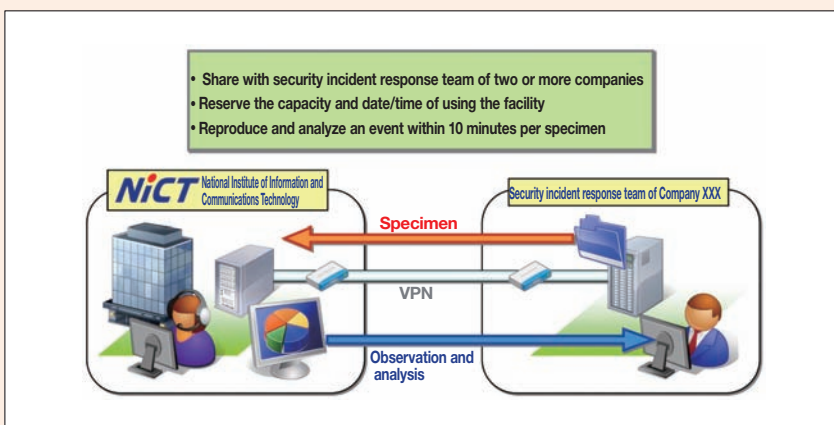 • Share with security incident response team of two or more companies
• Reserve the capacity and date/time of using the facility
• Reproduce and analyze an event within 10 minutes per specimen
NiCT National Institute of Information and
Communications Technology
Security incident response team of Company XXX
Specimen
VPN
Observation and
analysis